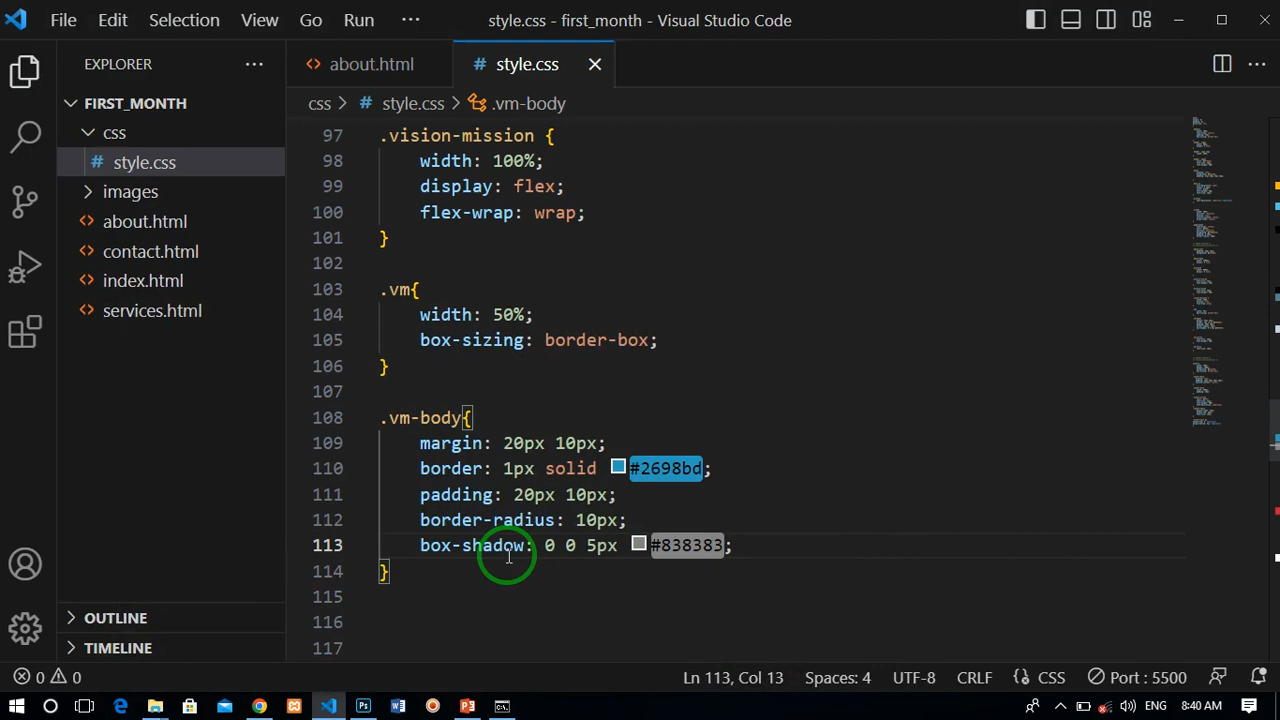 File Edit Selection View Go Run ··· style.css - first_month - Visual Studio Code
EXPLORER ···
about.html
style.css
FIRST_MONTH
css
style.css
images
about.html
contact.html
index.html
services.html
OUTLINE
TIMELINE
css > # style.css > .vm-body
97 .vision-mission {
98 width: 100%;
99 display: flex;
100 flex-wrap: wrap;
101 }
102
103 .vm{
104 width: 50%;
105 box-sizing: border-box;
106 }
107
108 .vm-body{
109 margin: 20px 10px;
110 border: 1px solid #2698bd;
111 padding: 20px 10px;
112 border-radius: 10px;
113 box-shadow: 0 0 5px #838383;
114 }
115
116
117
0 0 Ln 113, Col 13 Spaces: 4 UTF-8 CRLF {} CSS Port : 5500
ENG 8:40 AM